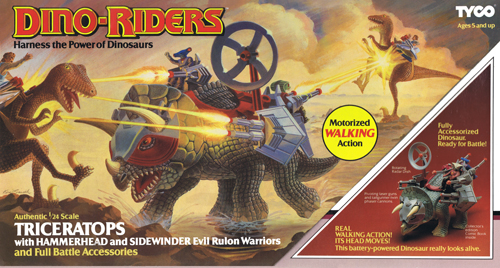 DINO-RIDERS
Harness the Power of Dinosaurs
TYCO
Ages 5 and up
Motorized
WALKING
Action
Fully
Accessorized
Dinosaur.
Ready for Battle!
Authentic 1/24 Scale
TRICERATOPS
with HAMMERHEAD and SIDEWINDER Evil Rulon Warriors
and Full Battle Accessories
REAL
WALKING ACTION!
ITS HEAD MOVES!
This battery-powered Dinosaur really looks alive.